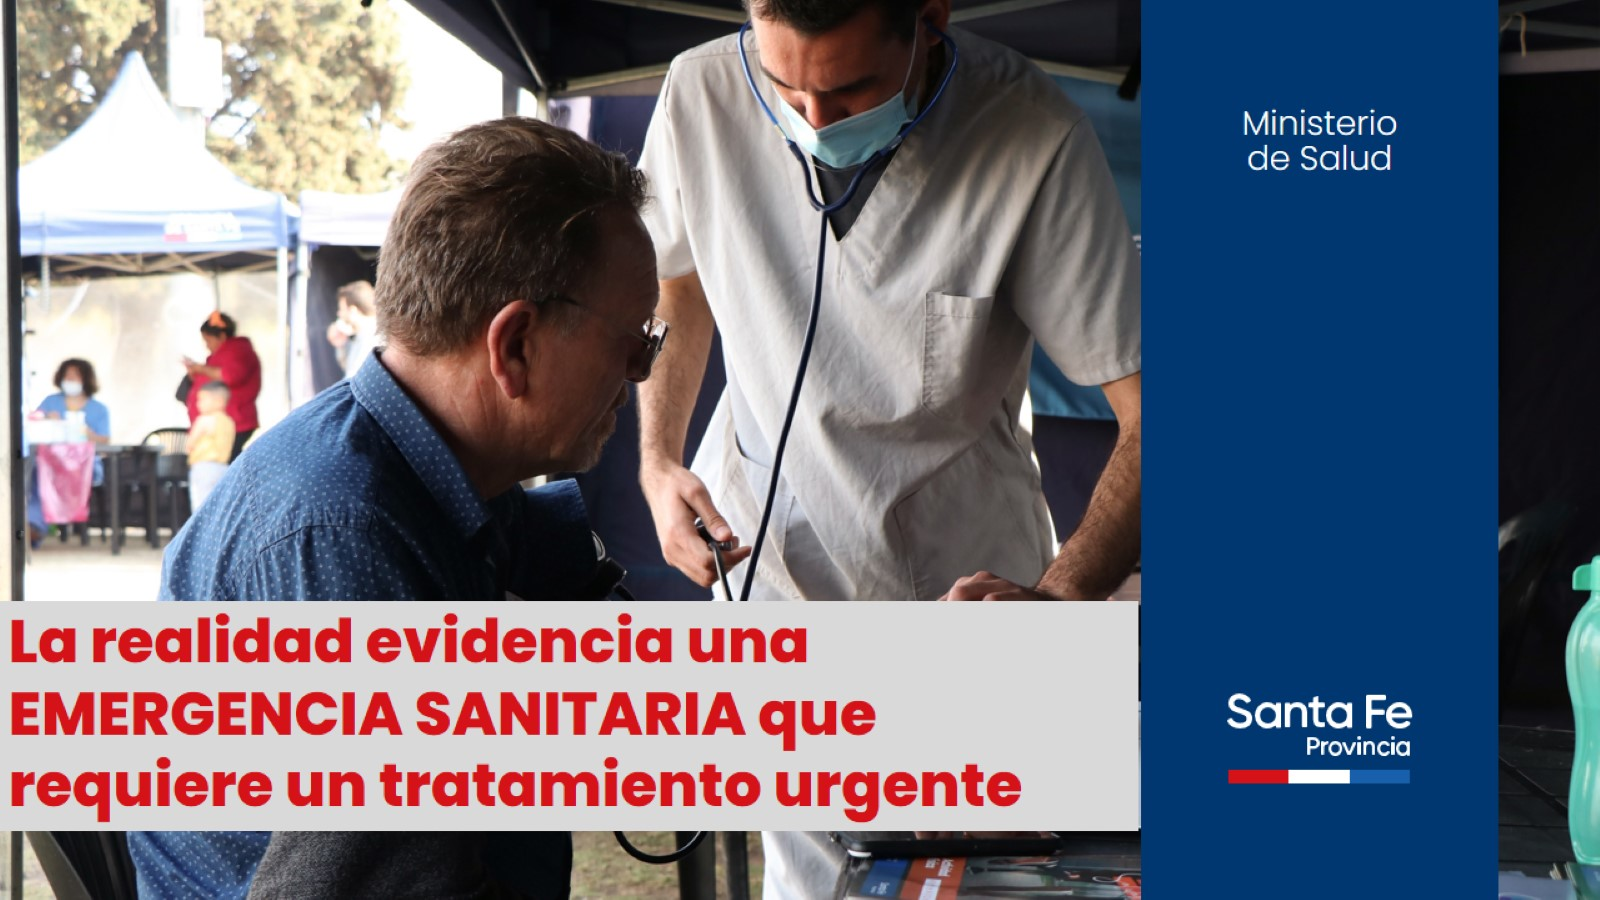 Ministerio
de Salud
La realidad evidencia una
EMERGENCIA SANITARIA que
requiere un tratamiento urgente
Santa Fe
Provincia